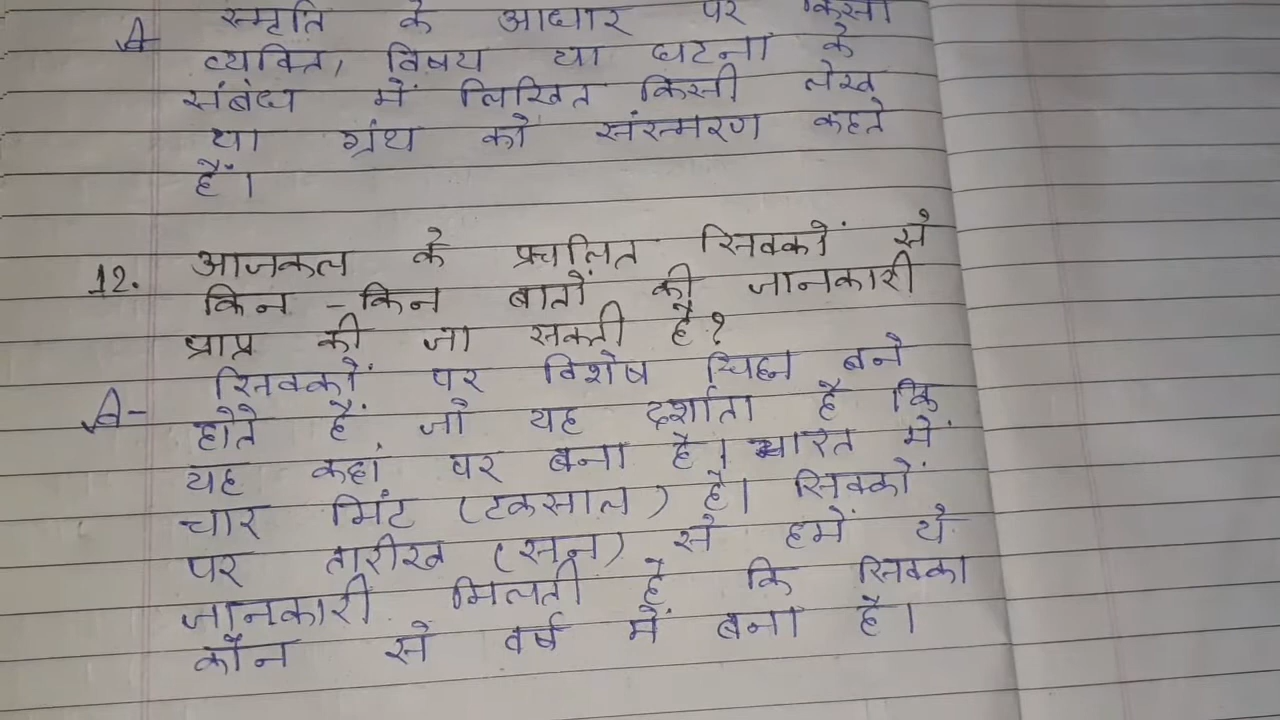 A स्मृति के आधार पर किसी
व्यक्ति, विषय या घटना के
संबंध में लिखित किसी लेख
या ग्रंथ को संस्मरण कहते
हैं।
12. आजकल के प्रचलित सिक्कों से
किन - किन बातों की जानकारी
प्राप्त की जा सकती है?
A- सिक्कों पर विशेष चिह्न बने
होते हैं, जो यह दर्शाता है कि
यह कहां पर बना है। भारत में
चार मिंट (टकसाल) हैं। सिक्कों
पर तारीख (सन) से हमें ये
जानकारी मिलती है कि सिक्का
कौन से वर्ष में बना है।